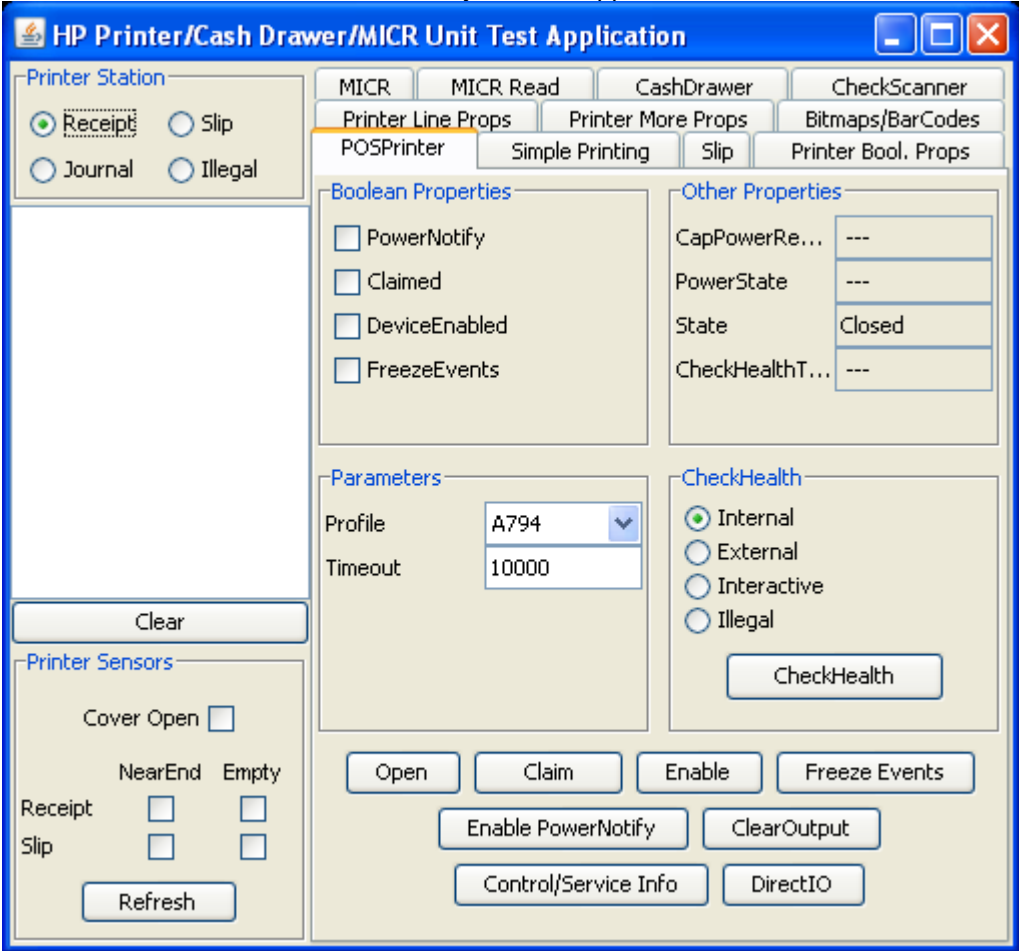 HP Printer/Cash Drawer/MICR Unit Test Application
Printer Station
Receipt
Slip
Journal
Illegal
Clear
Printer Sensors
Cover Open
NearEnd Empty
Receipt
Slip
Refresh
MICR
MICR Read
CashDrawer
CheckScanner
Printer Line Props
Printer More Props
Bitmaps/BarCodes
POSPrinter
Simple Printing
Slip
Printer Bool. Props
Boolean Properties
PowerNotify
Claimed
DeviceEnabled
FreezeEvents
Other Properties
CapPowerRe... ---
PowerState ---
State Closed
CheckHealthT... ---
Parameters
Profile A794
Timeout 10000
CheckHealth
Internal
External
Interactive
Illegal
CheckHealth
Open
Claim
Enable
Freeze Events
Enable PowerNotify
ClearOutput
Control/Service Info
DirectIO